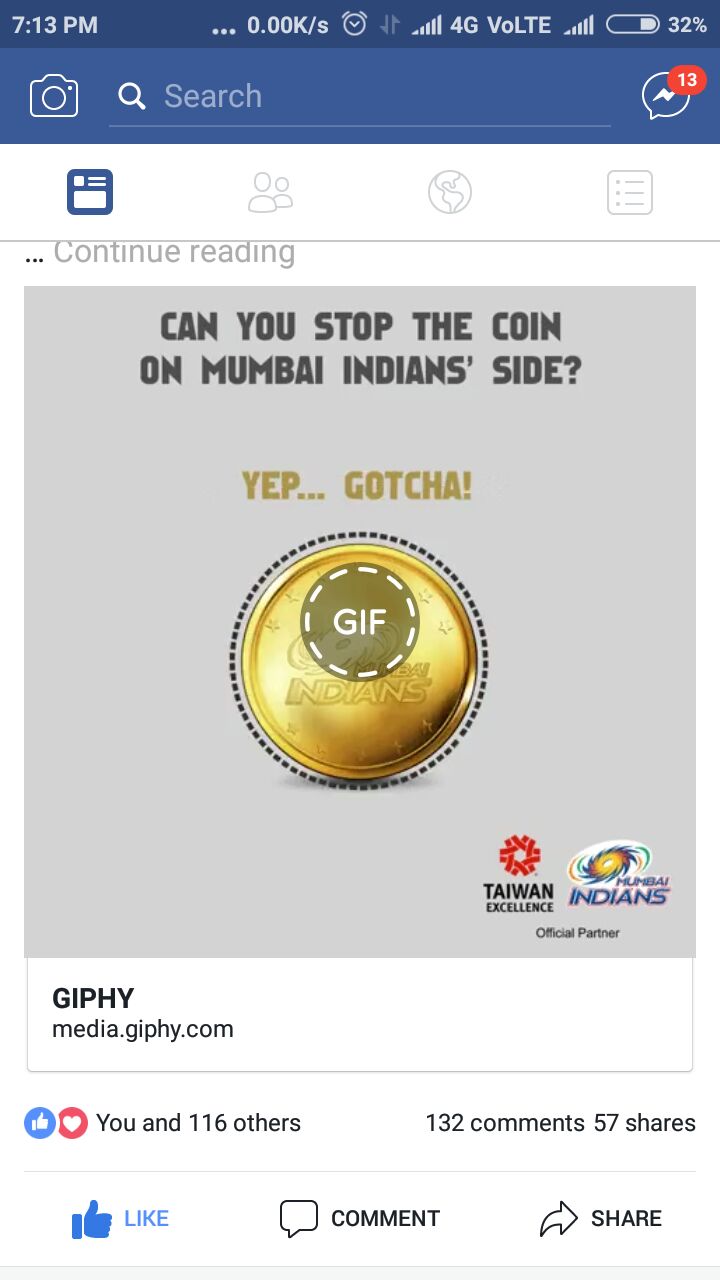 7:13 PM ... 0.00K/s 4G VoLTE 32%
Search
13
... Continue reading
CAN YOU STOP THE COIN
ON MUMBAI INDIANS' SIDE?
YEP... GOTCHA!
GIF
MUMBAI
INDIANS
TAIWAN
EXCELLENCE
MUMBAI
INDIANS
Official Partner
GIPHY
media.giphy.com
You and 116 others 132 comments 57 shares
LIKE COMMENT SHARE